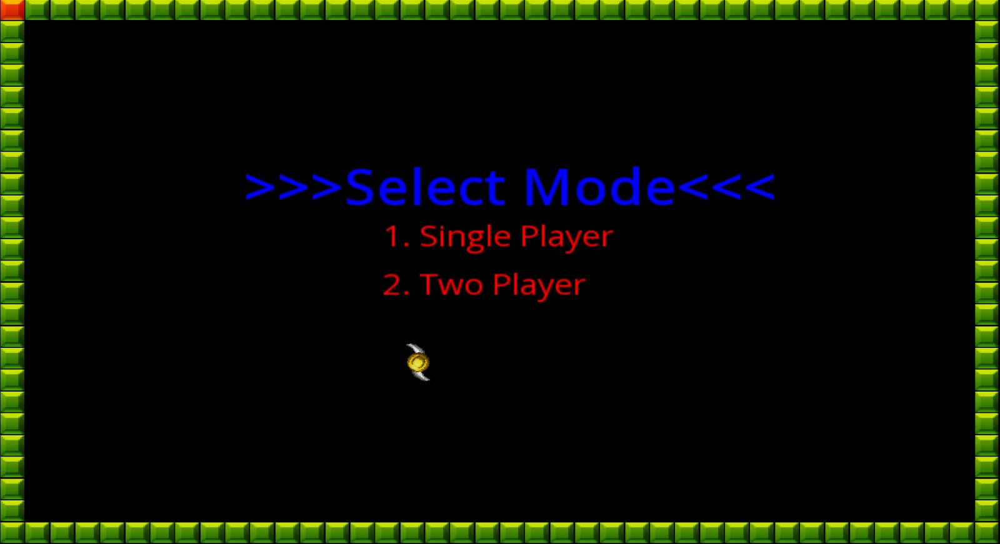 >>>Select Mode<<<
1. Single Player
2. Two Player